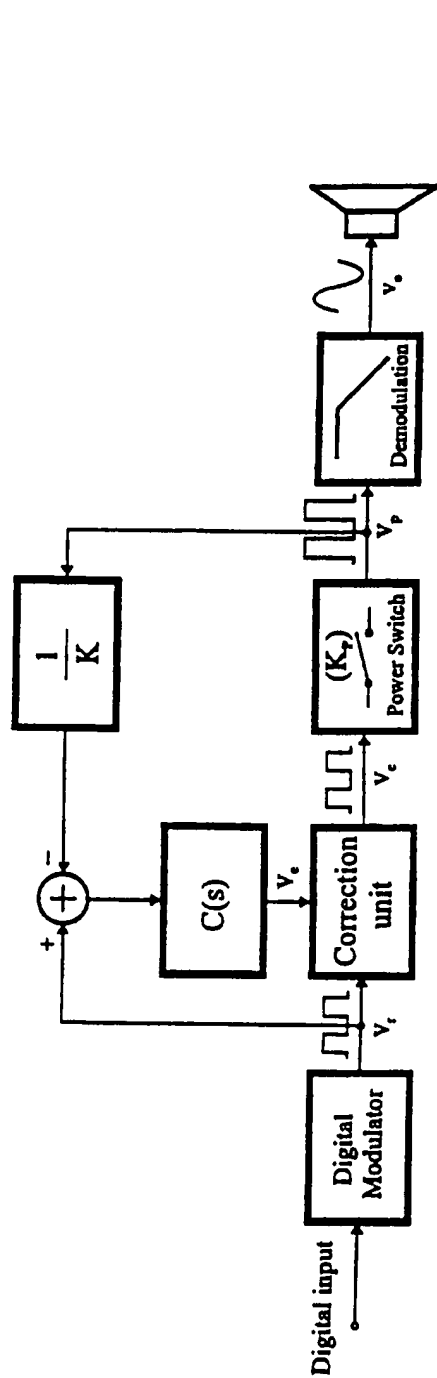 Digital input
Digital
Modulator
V_r
+
−
1
K
C(s)
V_e
Correction
unit
V_c
(K_p)
Power Switch
V_p
Demodulation
V_o